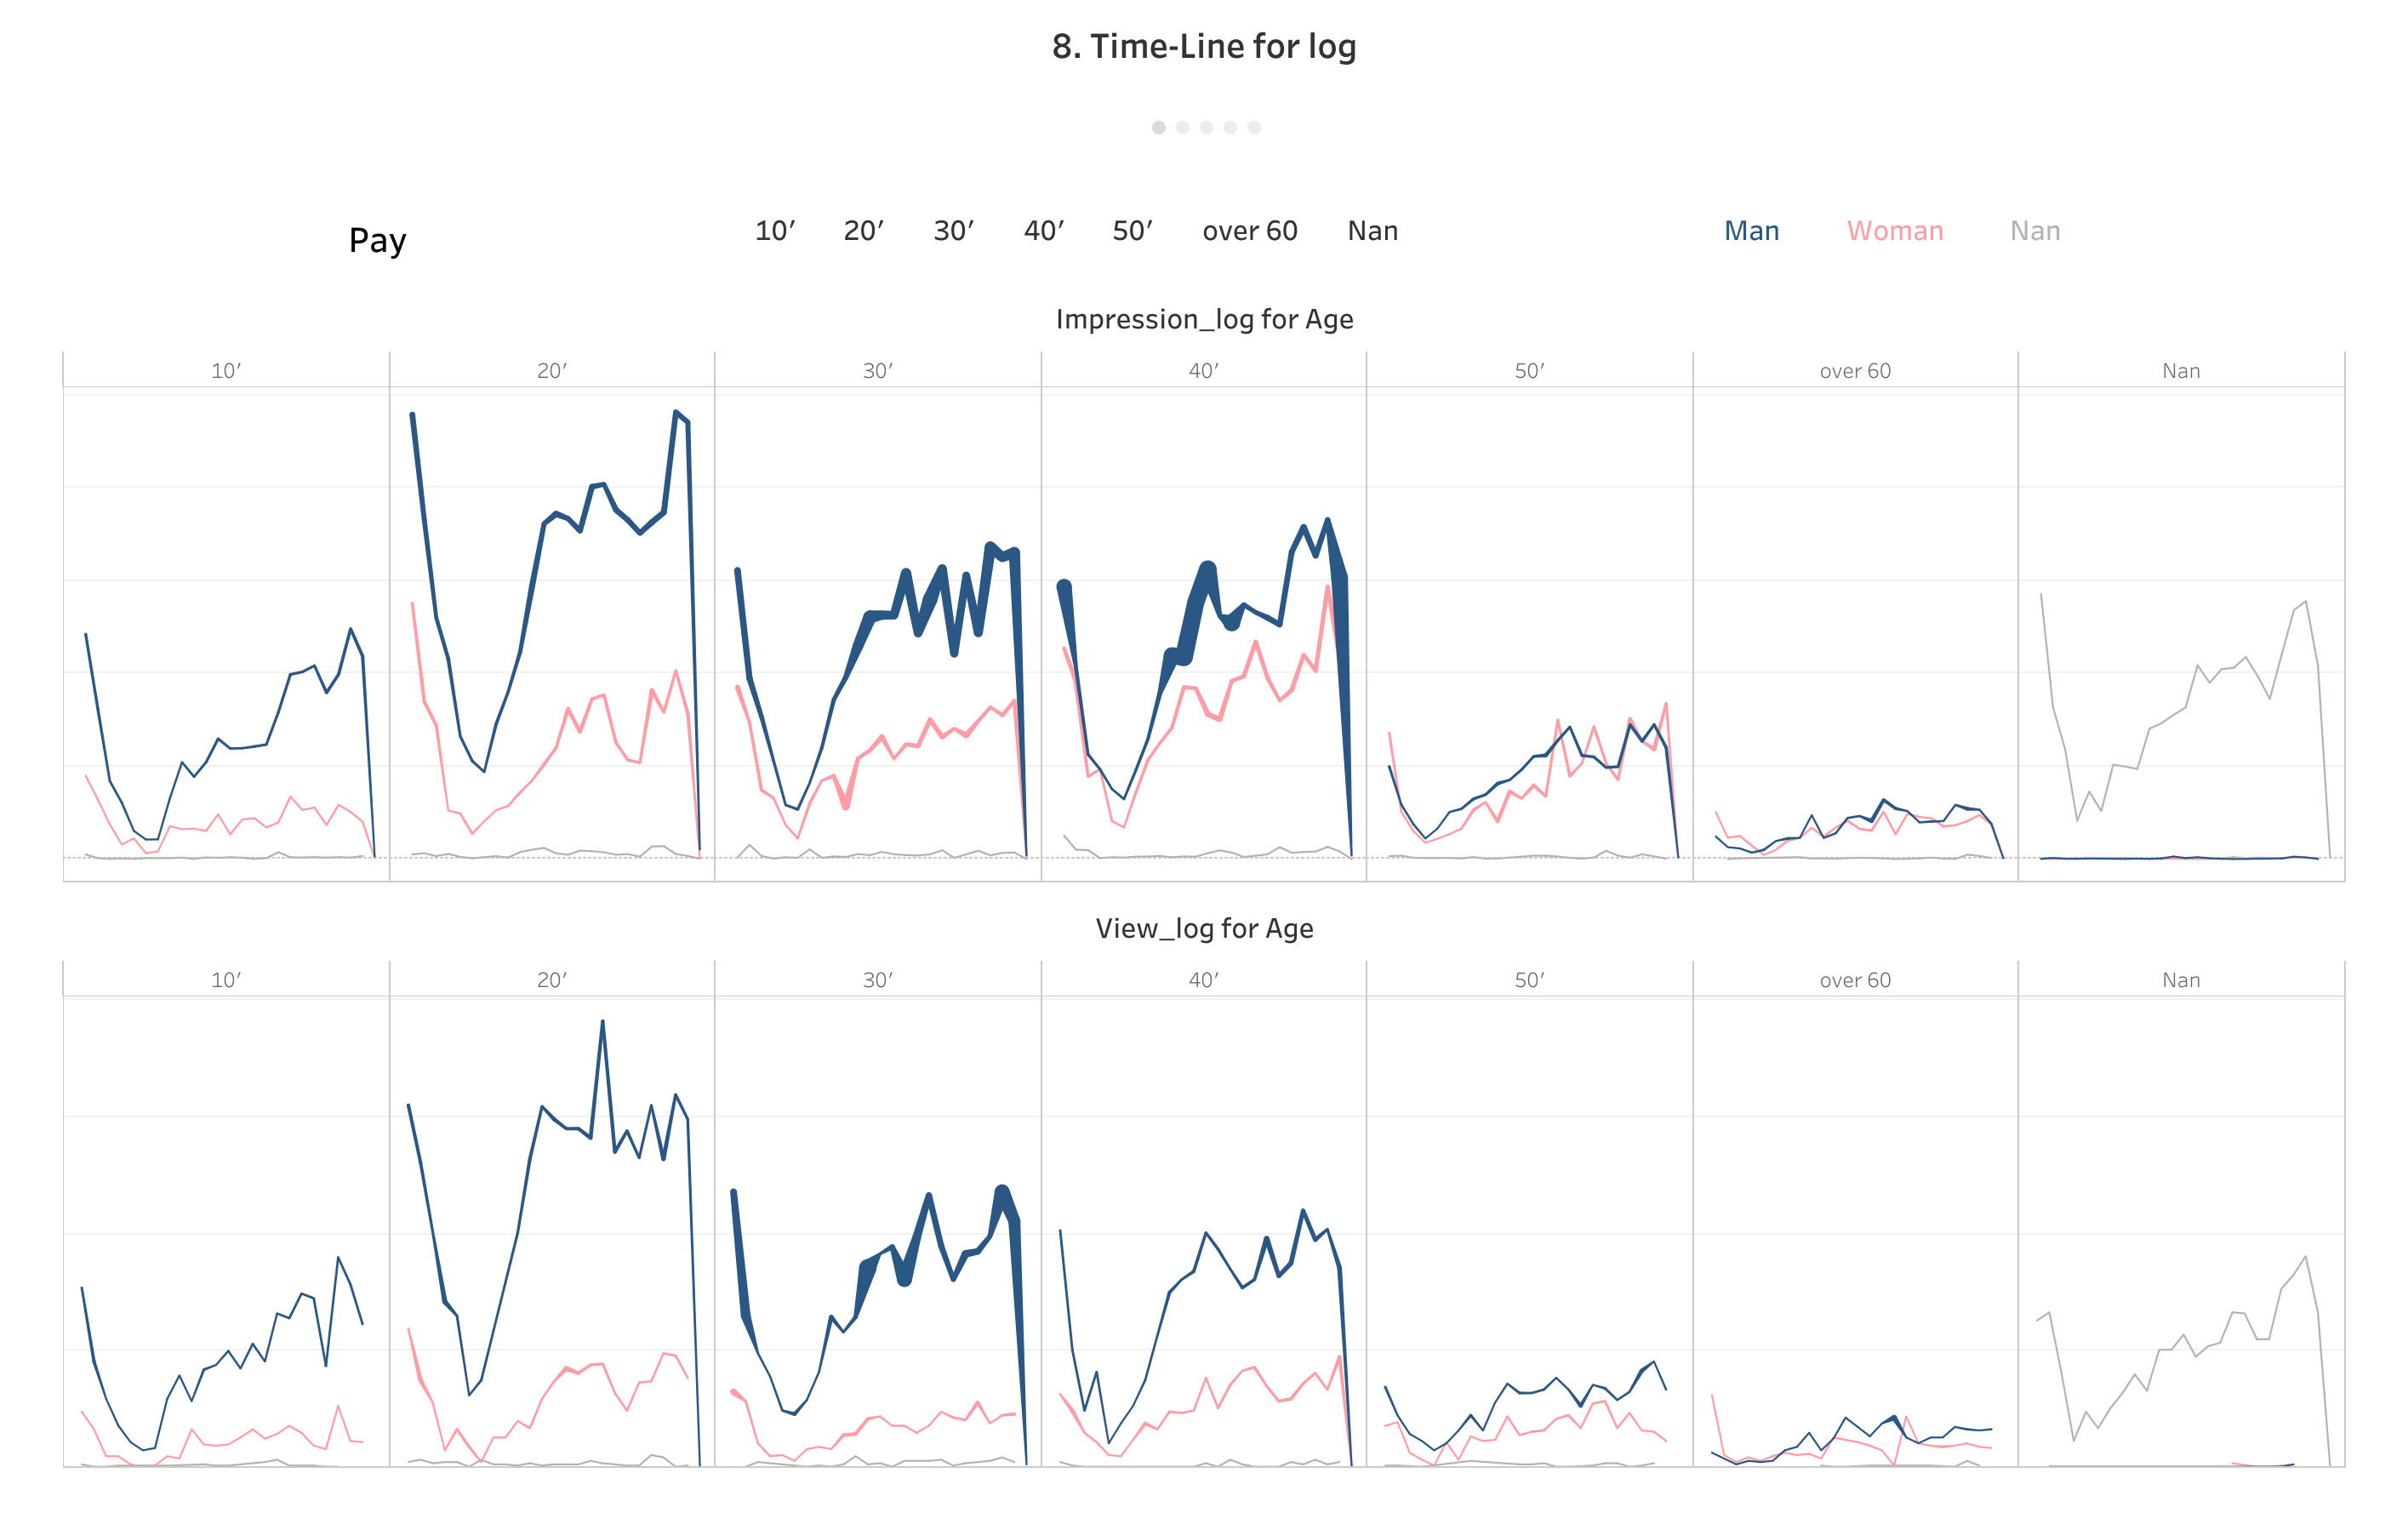 8. Time-Line for log
Pay 10′ 20′ 30′ 40′ 50′ over 60 Nan Man Woman Nan
Impression_log for Age
10′ 20′ 30′ 40′ 50′ over 60 Nan
View_log for Age
10′ 20′ 30′ 40′ 50′ over 60 Nan